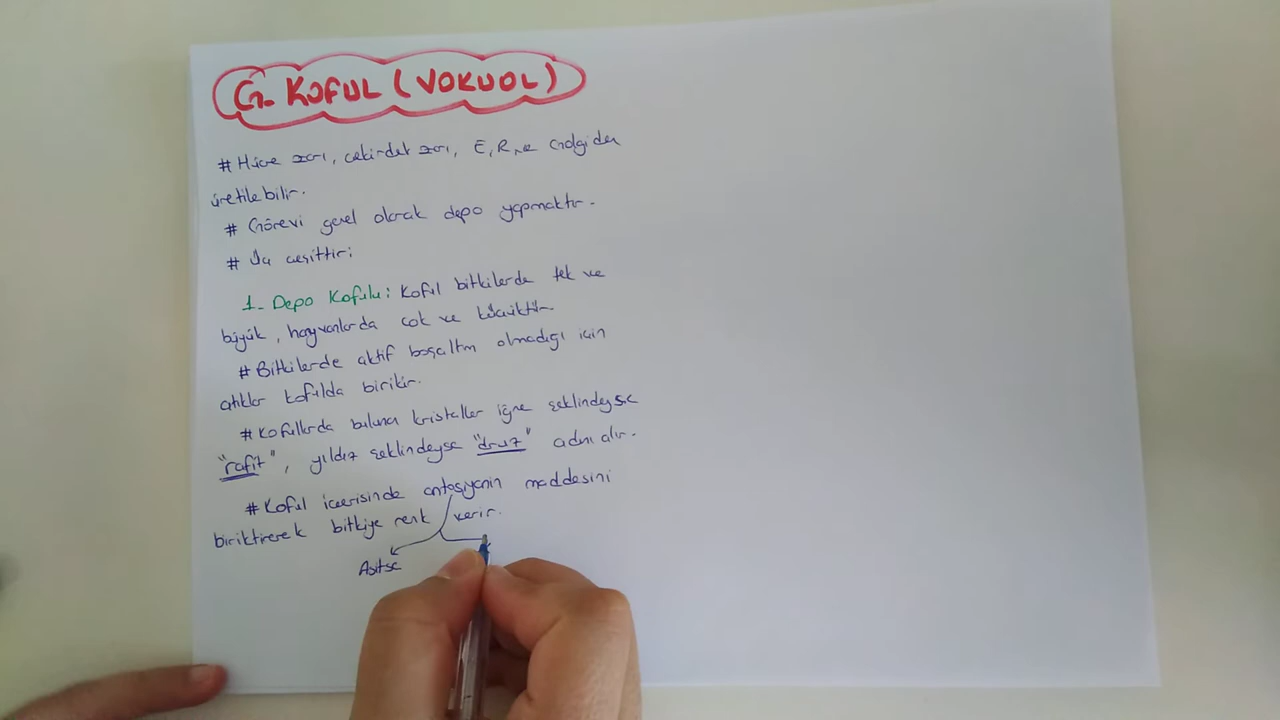 G. KOFUL (VOKUOL)
# Hücre zarı, çekirdek zarı, E.R ve Golgiden
üretilebilir.
# Görevi genel olarak depo yapmaktır.
# Üç çeşittir;
1- Depo Kofulu: Koful bitkilerde tek ve
büyük, hayvanlarda çok ve küçüktür.
# Bitkilerde aktif boşaltım olmadığı için
atıklar kofulda birikir.
# Kofullarda bulunan kristaller iğne şeklindeyse
"rafit", yıldız şeklindeyse "druz" adını alır.
# Koful içerisinde antosiyanin maddesini
biriktirerek bitkiye renk verir.
Asitse